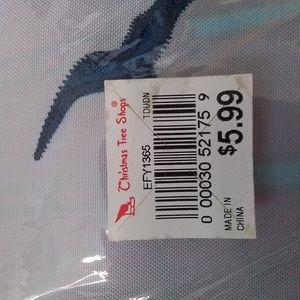 Christmas Tree Shops®
EFY1365 TDUDN
0 00030 52175 9
MADE IN
CHINA
$5.99